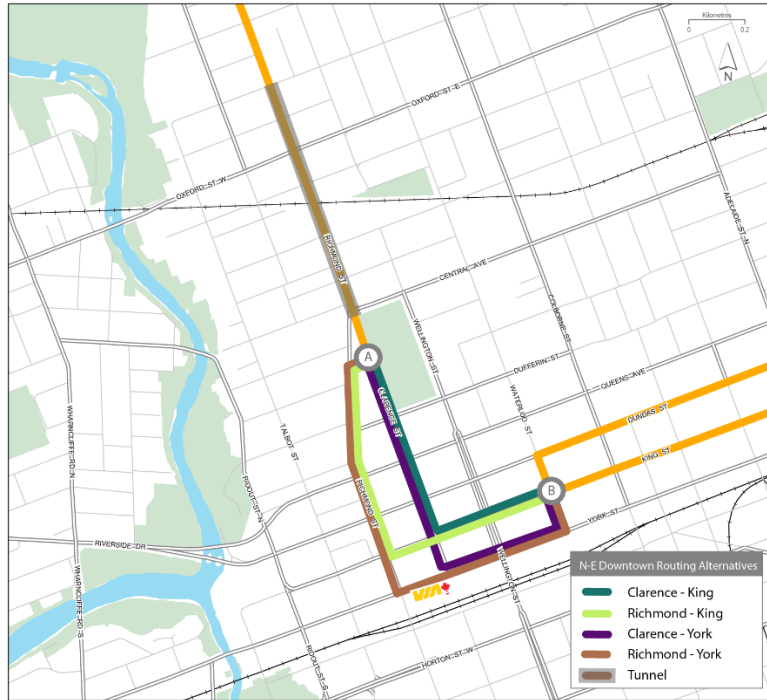 Kilometres
0 0.2
N
OXFORD-ST-E
OXFORD-ST-W
ADELAIDE-ST-N
RICHMOND ST
CENTRAL AVE
WELLINGTON-ST
COLBORNE-ST
DUFFERIN-ST
QUEENS-AVE
A
WATERLOO ST
CLARENCE ST
DUNDAS ST
WHARNCLIFFE-RD-N
TALBOT ST
KING ST
B
RIDOUT-ST-N
RICHMOND-ST
YORK-ST
RIVERSIDE-DR
WELLINGTON-ST
WHARNCLIFFE-RD-S
VIA
RIDOUT-ST-S
HORTON-ST-W
N-E Downtown Routing Alternatives
Clarence - King
Richmond - King
Clarence - York
Richmond - York
Tunnel